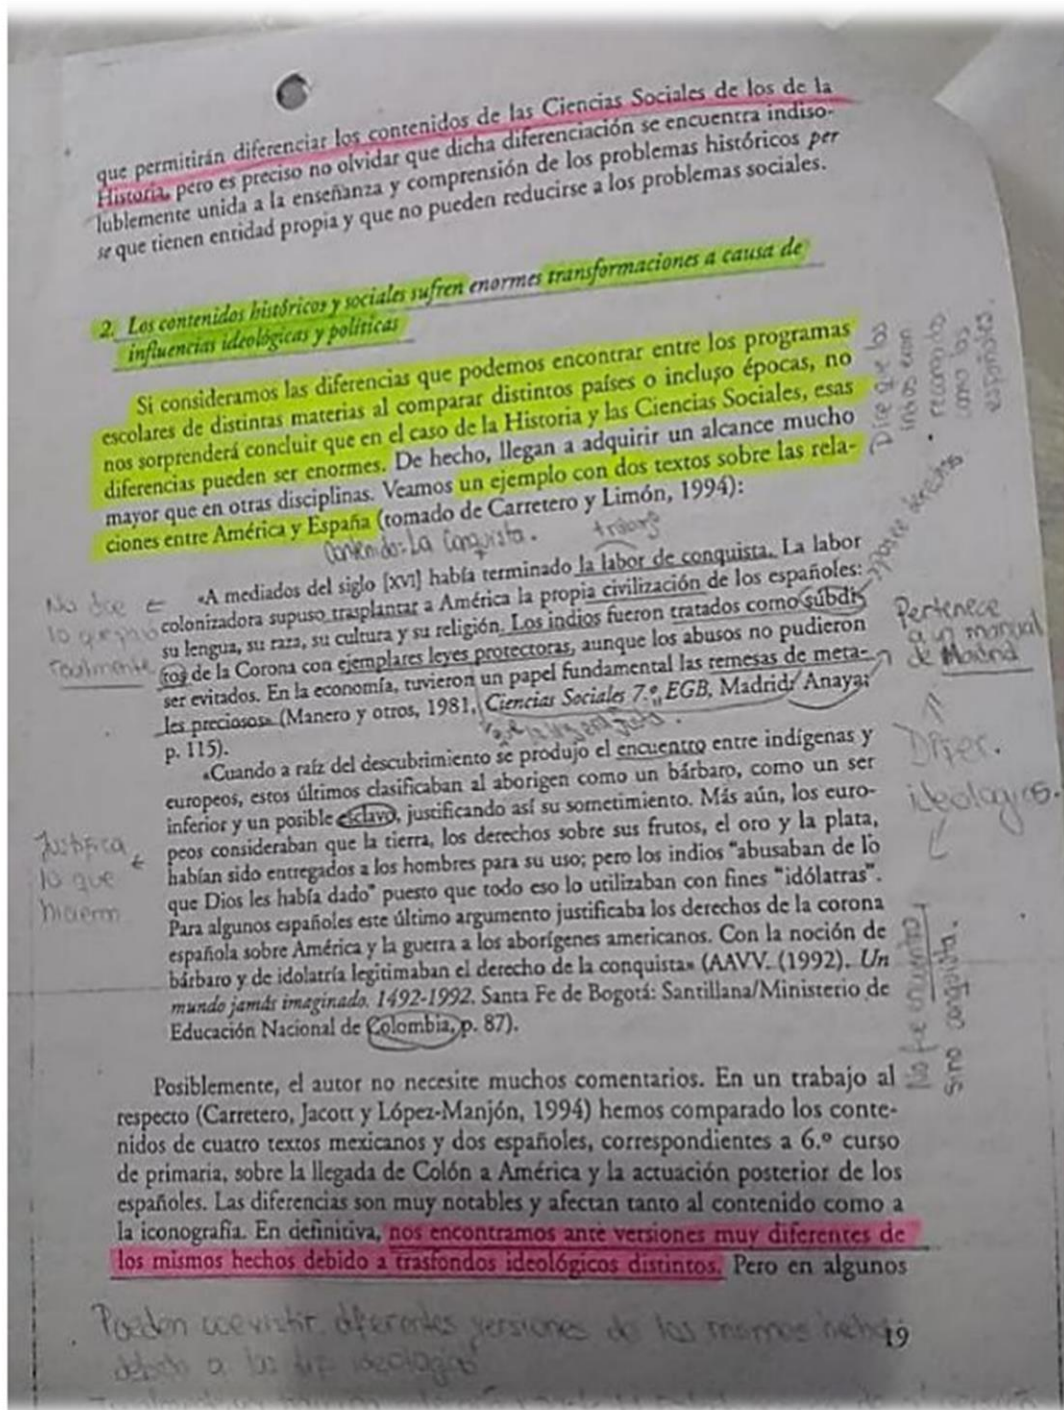 que permitirán diferenciar los contenidos de las Ciencias Sociales de los de la
Historia, pero es preciso no olvidar que dicha diferenciación se encuentra indiso-
lublemente unida a la enseñanza y comprensión de los problemas históricos per
se que tienen entidad propia y que no pueden reducirse a los problemas sociales.
2. Los contenidos históricos y sociales sufren enormes transformaciones a causa de
influencias ideológicas y políticas
Si consideramos las diferencias que podemos encontrar entre los programas
escolares de distintas materias al comparar distintos países o incluso épocas, no
nos sorprenderá concluir que en el caso de la Historia y las Ciencias Sociales, esas
diferencias pueden ser enormes. De hecho, llegan a adquirir un alcance mucho
mayor que en otras disciplinas. Veamos un ejemplo con dos textos sobre las rela-
ciones entre América y España (tomado de Carretero y Limón, 1994):
Dice que los
indios eran
reconocidos
como los
españoles.
Contenido: La Conquista.
trabajo
«A mediados del siglo [XVI] había terminado la labor de conquista. La labor
colonizadora supuso trasplantar a América la propia civilización de los españoles:
su lengua, su raza, su cultura y su religión. Los indios fueron tratados como súbdi-
tos de la Corona con ejemplares leyes protectoras, aunque los abusos no pudieron
ser evitados. En la economía, tuvieron un papel fundamental las remesas de meta-
les preciosos» (Manero y otros, 1981, Ciencias Sociales 7.º, EGB, Madrid: Anaya;
p. 115).
No dice
lo que pasó
realmente
derechos.
Pertenece
a un manual
de Madrid
«Cuando a raíz del descubrimiento se produjo el encuentro entre indígenas y
europeos, estos últimos clasificaban al aborigen como un bárbaro, como un ser
inferior y un posible esclavo, justificando así su sometimiento. Más aún, los euro-
peos consideraban que la tierra, los derechos sobre sus frutos, el oro y la plata,
habían sido entregados a los hombres para su uso; pero los indios "abusaban de lo
que Dios les había dado" puesto que todo eso lo utilizaban con fines "idólatras".
Para algunos españoles este último argumento justificaba los derechos de la corona
española sobre América y la guerra a los aborígenes americanos. Con la noción de
bárbaro y de idolatría legitimaban el derecho de la conquista» (AAVV. (1992). Un
mundo jamás imaginado. 1492-1992. Santa Fe de Bogotá: Santillana/Ministerio de
Educación Nacional de Colombia, p. 87).
Justifica
lo que
hicieron
Difer.
ideologías.
No fue encuentro
sino conquista.
Posiblemente, el autor no necesite muchos comentarios. En un trabajo al
respecto (Carretero, Jacott y López-Manjón, 1994) hemos comparado los conte-
nidos de cuatro textos mexicanos y dos españoles, correspondientes a 6.º curso
de primaria, sobre la llegada de Colón a América y la actuación posterior de los
españoles. Las diferencias son muy notables y afectan tanto al contenido como a
la iconografía. En definitiva, nos encontramos ante versiones muy diferentes de
los mismos hechos debido a trasfondos ideológicos distintos. Pero en algunos
19
Pueden coexistir diferentes versiones de los mismos hechos
debido a las ideologías